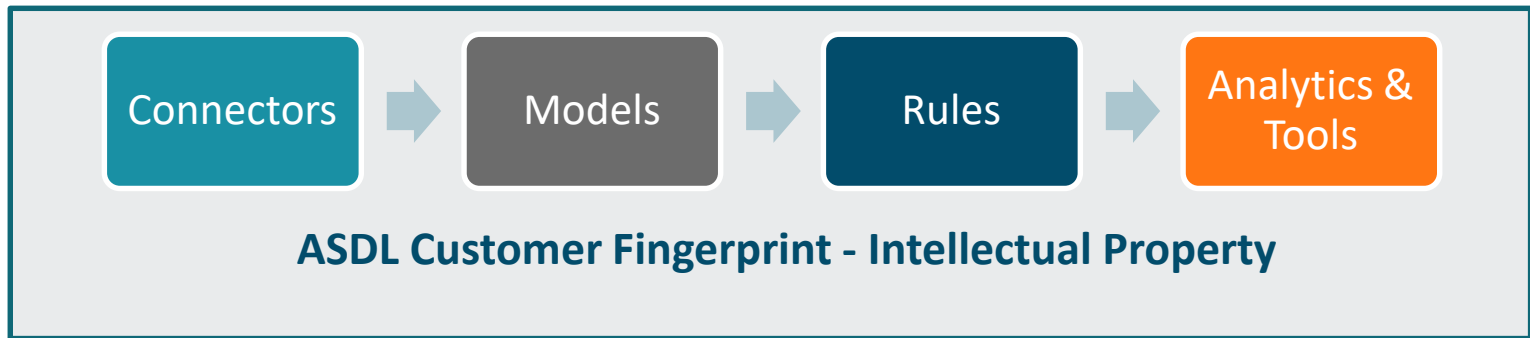 Connectors
Models
Rules
Analytics &
Tools
ASDL Customer Fingerprint - Intellectual Property